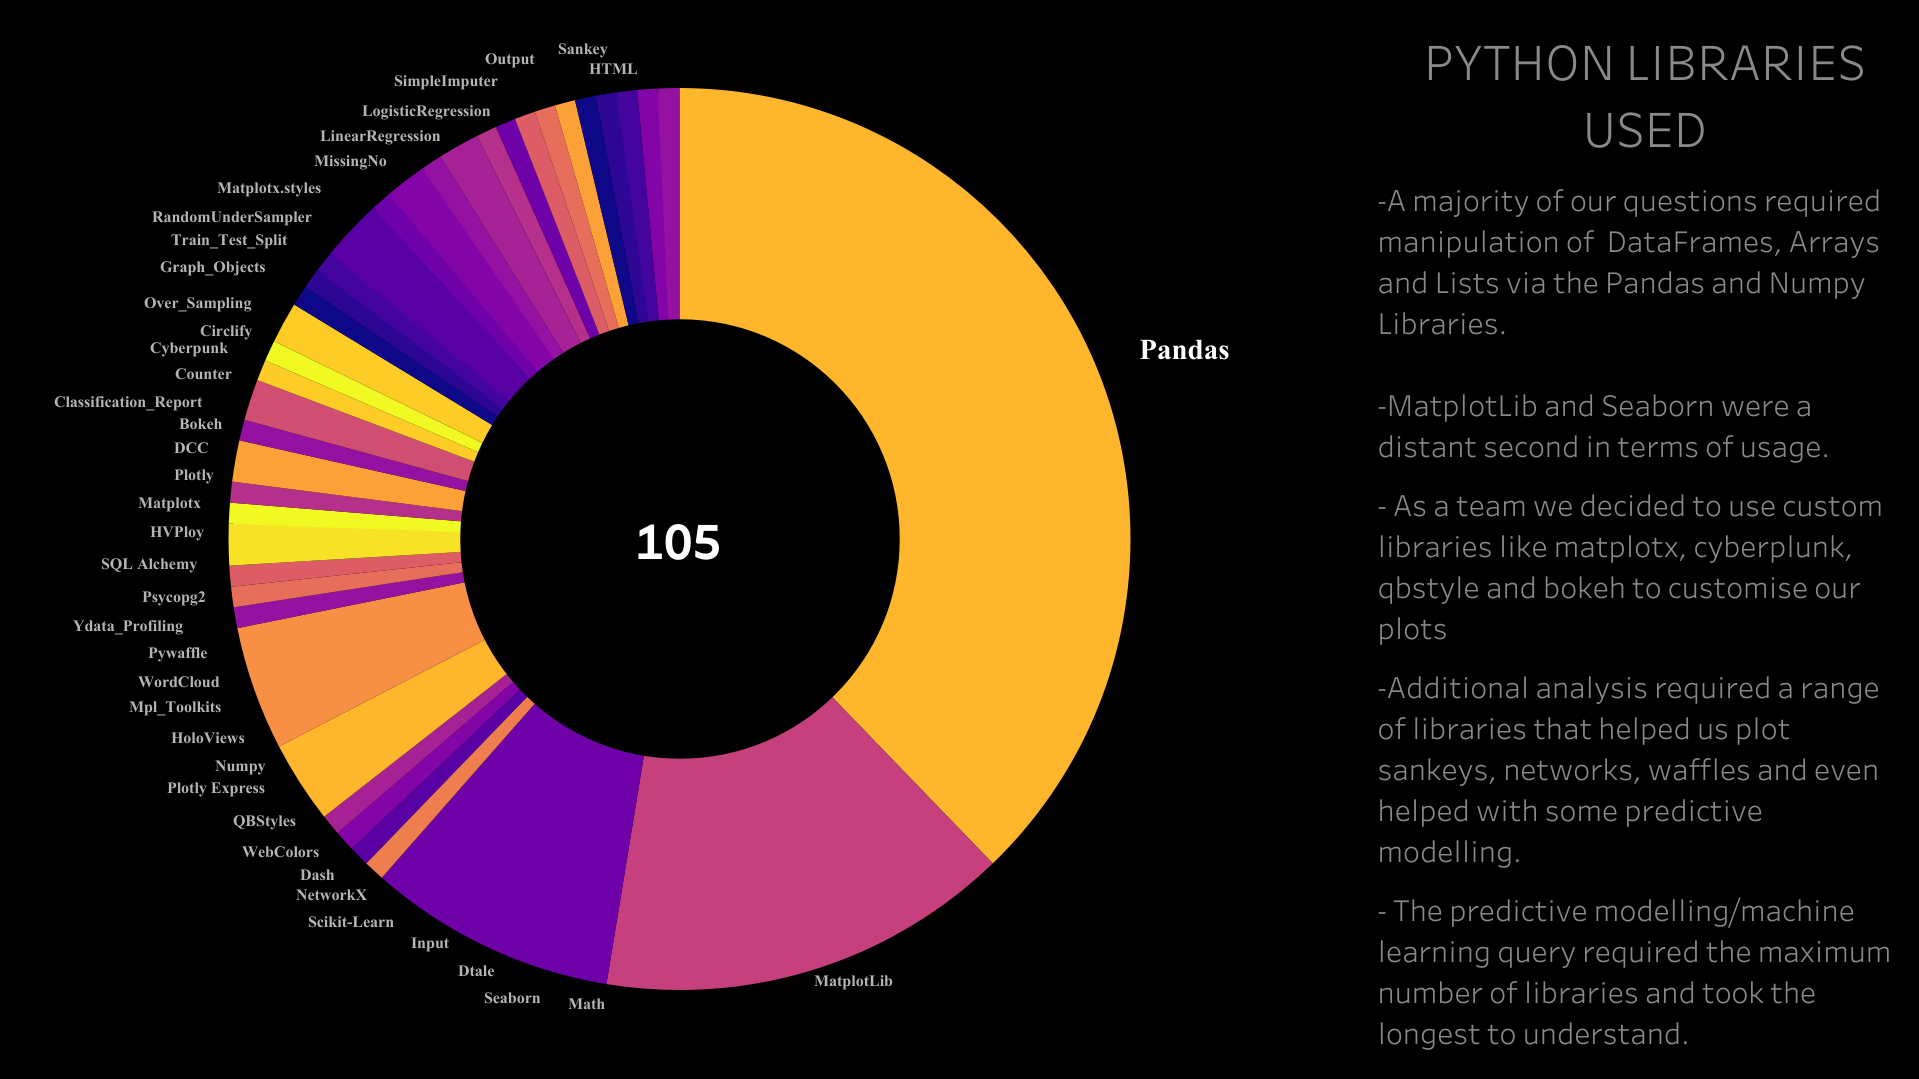 Sankey
Output
HTML
SimpleImputer
LogisticRegression
LinearRegression
MissingNo
Matplotx.styles
RandomUnderSampler
Train_Test_Split
Graph_Objects
Over_Sampling
Circlify
Cyberpunk
Counter
Classification_Report
Bokeh
DCC
Plotly
Matplotx
HVPloy
SQL Alchemy
Psycopg2
Ydata_Profiling
Pywaffle
WordCloud
Mpl_Toolkits
HoloViews
Numpy
Plotly Express
QBStyles
WebColors
Dash
NetworkX
Scikit-Learn
Input
Dtale
Seaborn
Math
MatplotLib
Pandas
105
PYTHON LIBRARIES
USED
-A majority of our questions required
manipulation of  DataFrames, Arrays
and Lists via the Pandas and Numpy
Libraries.
-MatplotLib and Seaborn were a
distant second in terms of usage.
- As a team we decided to use custom
libraries like matplotx, cyberplunk,
qbstyle and bokeh to customise our
plots
-Additional analysis required a range
of libraries that helped us plot
sankeys, networks, waffles and even
helped with some predictive
modelling.
- The predictive modelling/machine
learning query required the maximum
number of libraries and took the
longest to understand.